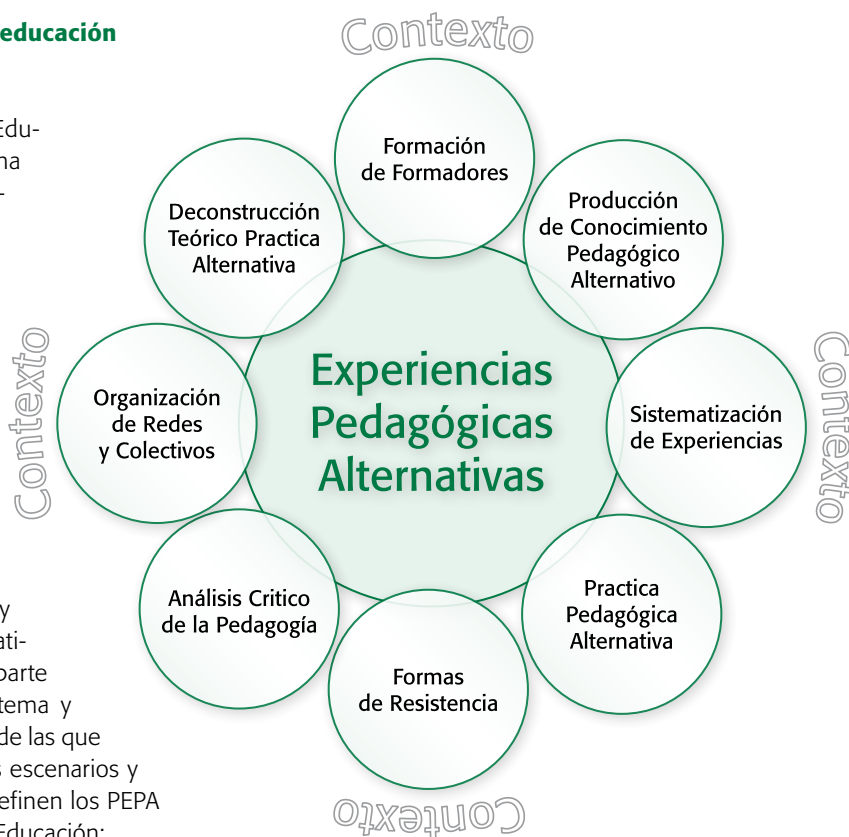 educación
Edu-
na
-
y
ati-
parte
tema y
de las que
s escenarios y
efinen los PEPA
Educación:
Contexto
Formación
de Formadores
Producción
de Conocimiento
Pedagógico
Alternativo
Sistematización
de Experiencias
Practica
Pedagógica
Alternativa
Formas
de Resistencia
Análisis Critico
de la Pedagogía
Organización
de Redes
y Colectivos
Deconstrucción
Teórico Practica
Alternativa
Experiencias
Pedagógicas
Alternativas
Contexto
Contexto
Contexto